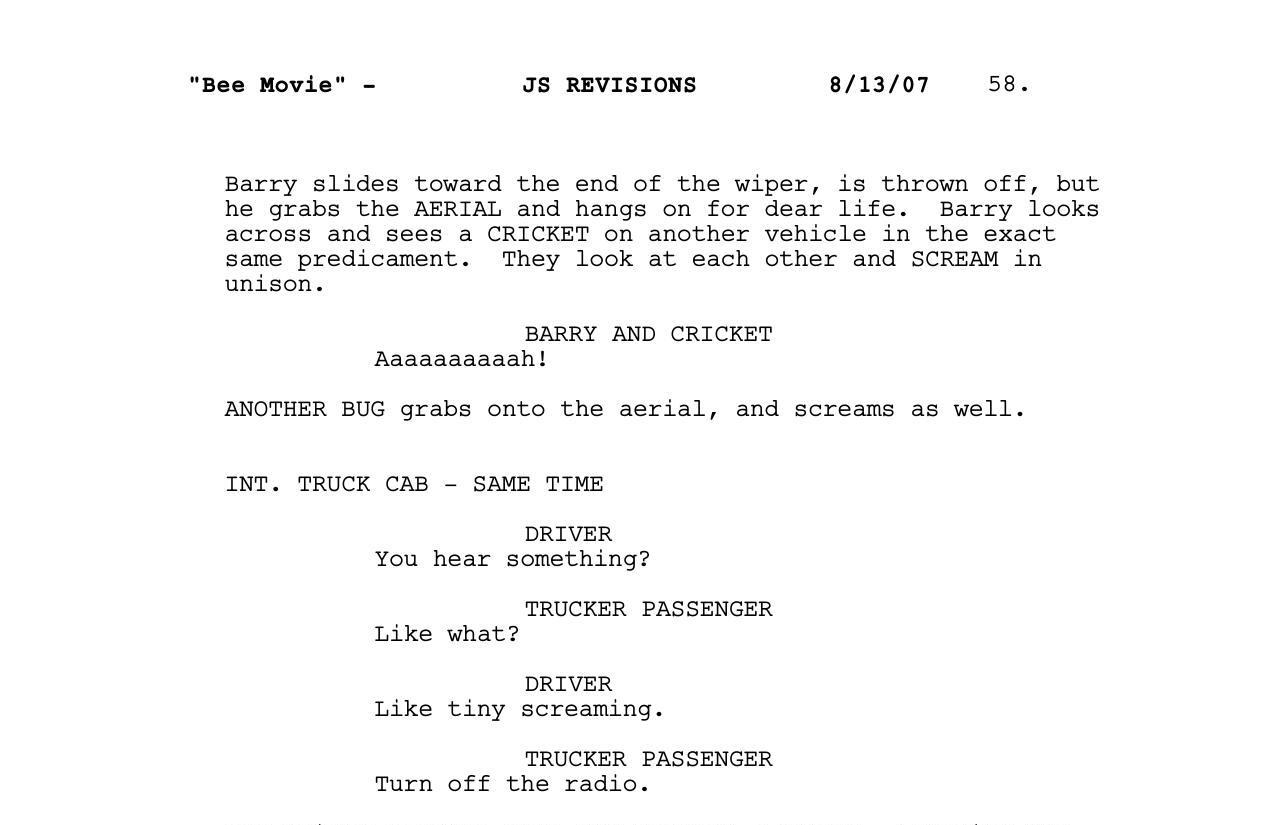 "Bee Movie" - JS REVISIONS 8/13/07 58.
Barry slides toward the end of the wiper, is thrown off, but
he grabs the AERIAL and hangs on for dear life.  Barry looks
across and sees a CRICKET on another vehicle in the exact
same predicament.  They look at each other and SCREAM in
unison.
BARRY AND CRICKET
Aaaaaaaaaah!
ANOTHER BUG grabs onto the aerial, and screams as well.
INT. TRUCK CAB - SAME TIME
DRIVER
You hear something?
TRUCKER PASSENGER
Like what?
DRIVER
Like tiny screaming.
TRUCKER PASSENGER
Turn off the radio.